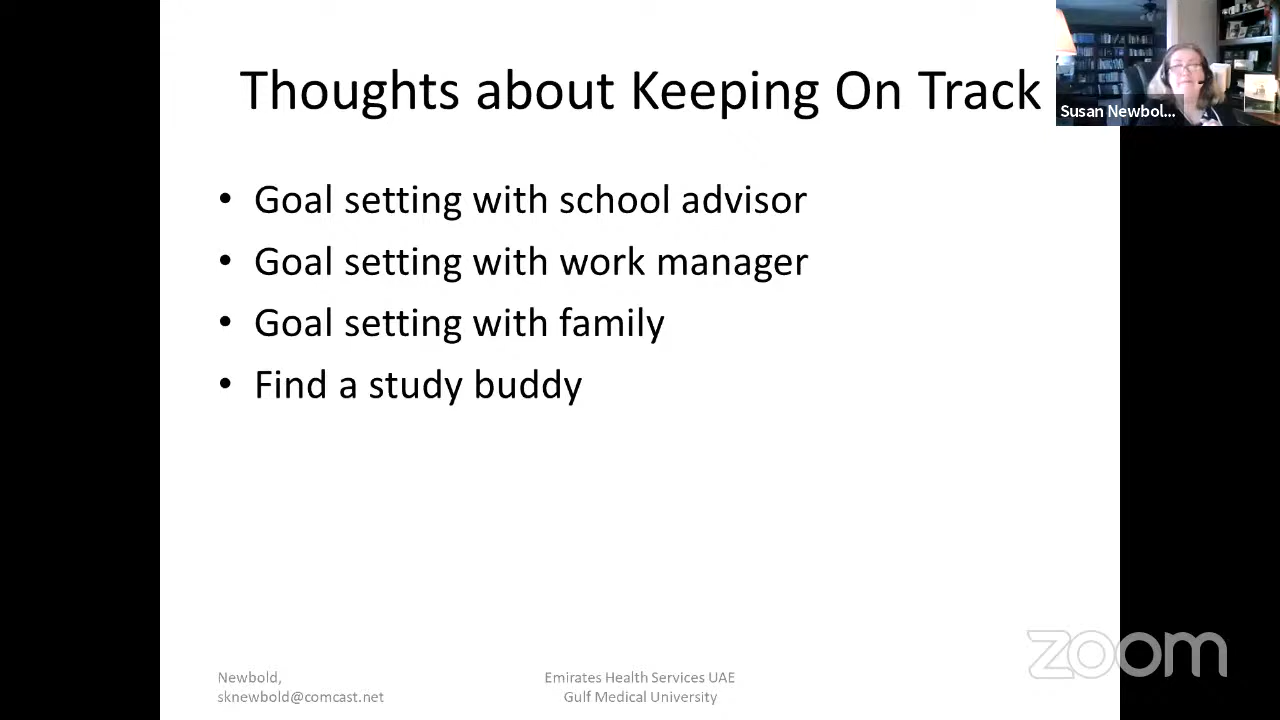 Thoughts about Keeping On Track
Susan Newbol...
• Goal setting with school advisor
• Goal setting with work manager
• Goal setting with family
• Find a study buddy
zoom
Newbold,
sknewbold@comcast.net
Emirates Health Services UAE
Gulf Medical University